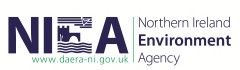 NIEA
www.daera-ni.gov.uk
Northern Ireland
Environment
Agency